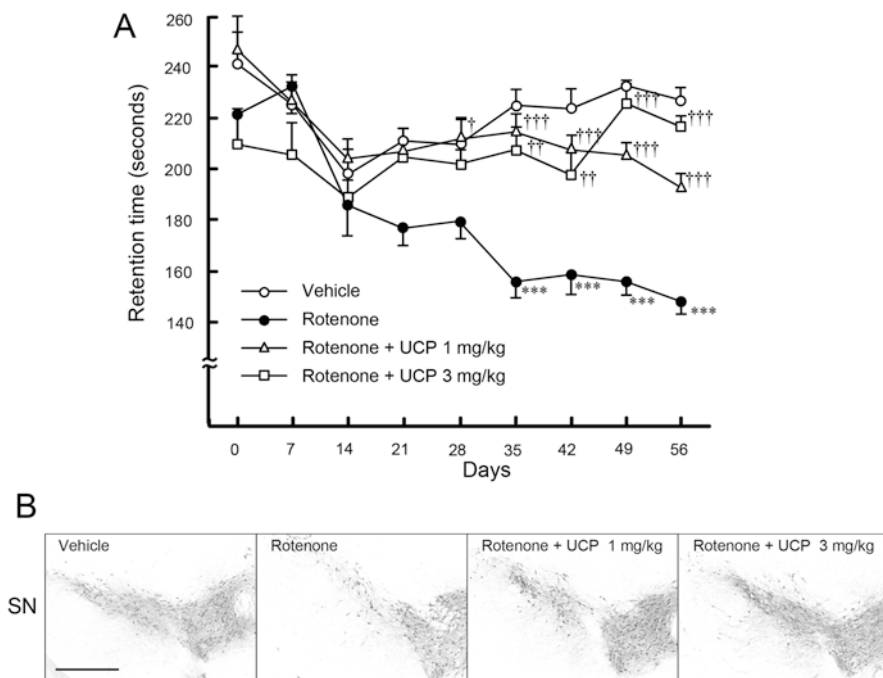 A
Retention time (seconds)
260
240
220
200
180
160
140
†
†††
†††
†††
†††
†††
††
††
***
***
***
***
Vehicle
Rotenone
Rotenone + UCP 1 mg/kg
Rotenone + UCP 3 mg/kg
0 7 14 21 28 35 42 49 56
Days
B
Vehicle
Rotenone
Rotenone + UCP 1 mg/kg
Rotenone + UCP 3 mg/kg
SN